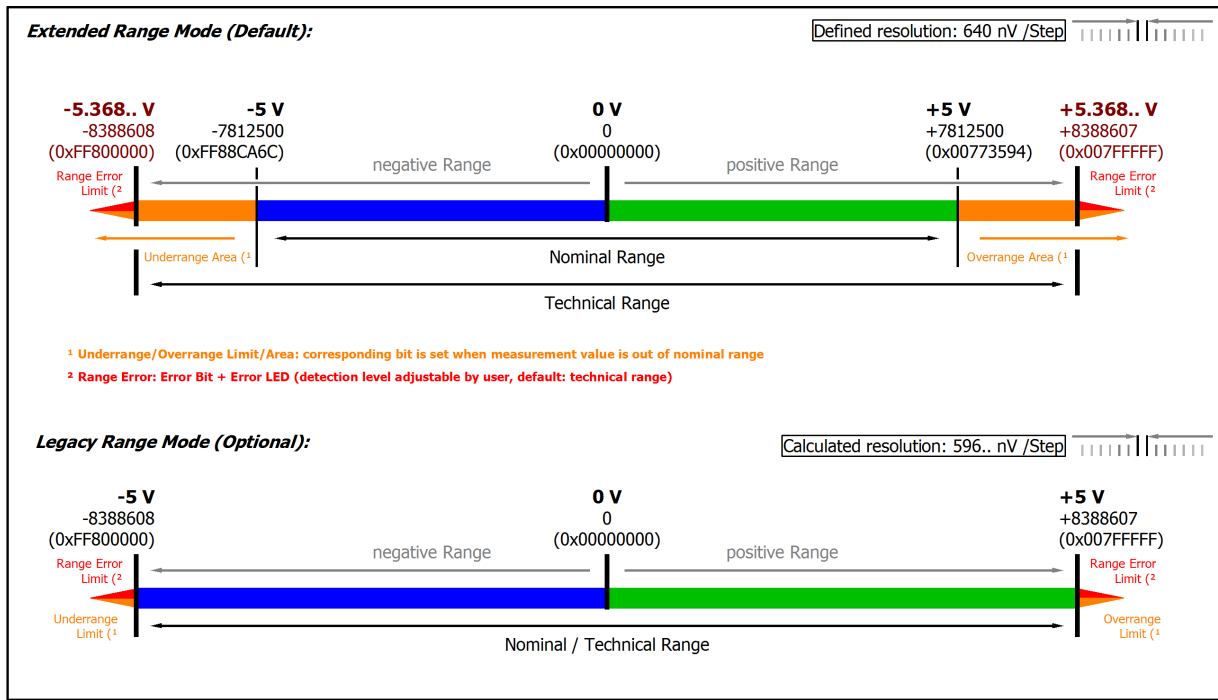 Extended Range Mode (Default):
Defined resolution: 640 nV /Step
-5.368.. V
-8388608
(0xFF800000)
-5 V
-7812500
(0xFF88CA6C)
0 V
0
(0x00000000)
+5 V
+7812500
(0x00773594)
+5.368.. V
+8388607
(0x007FFFFF)
negative Range
positive Range
Range Error
Limit (²
Range Error
Limit (²
Underrange Area (¹
Nominal Range
Overrange Area (¹
Technical Range
¹ Underrange/Overrange Limit/Area: corresponding bit is set when measurement value is out of nominal range
² Range Error: Error Bit + Error LED (detection level adjustable by user, default: technical range)
Legacy Range Mode (Optional):
Calculated resolution: 596.. nV /Step
-5 V
-8388608
(0xFF800000)
0 V
0
(0x00000000)
+5 V
+8388607
(0x007FFFFF)
negative Range
positive Range
Range Error
Limit (²
Range Error
Limit (²
Underrange
Limit (¹
Overrange
Limit (¹
Nominal / Technical Range